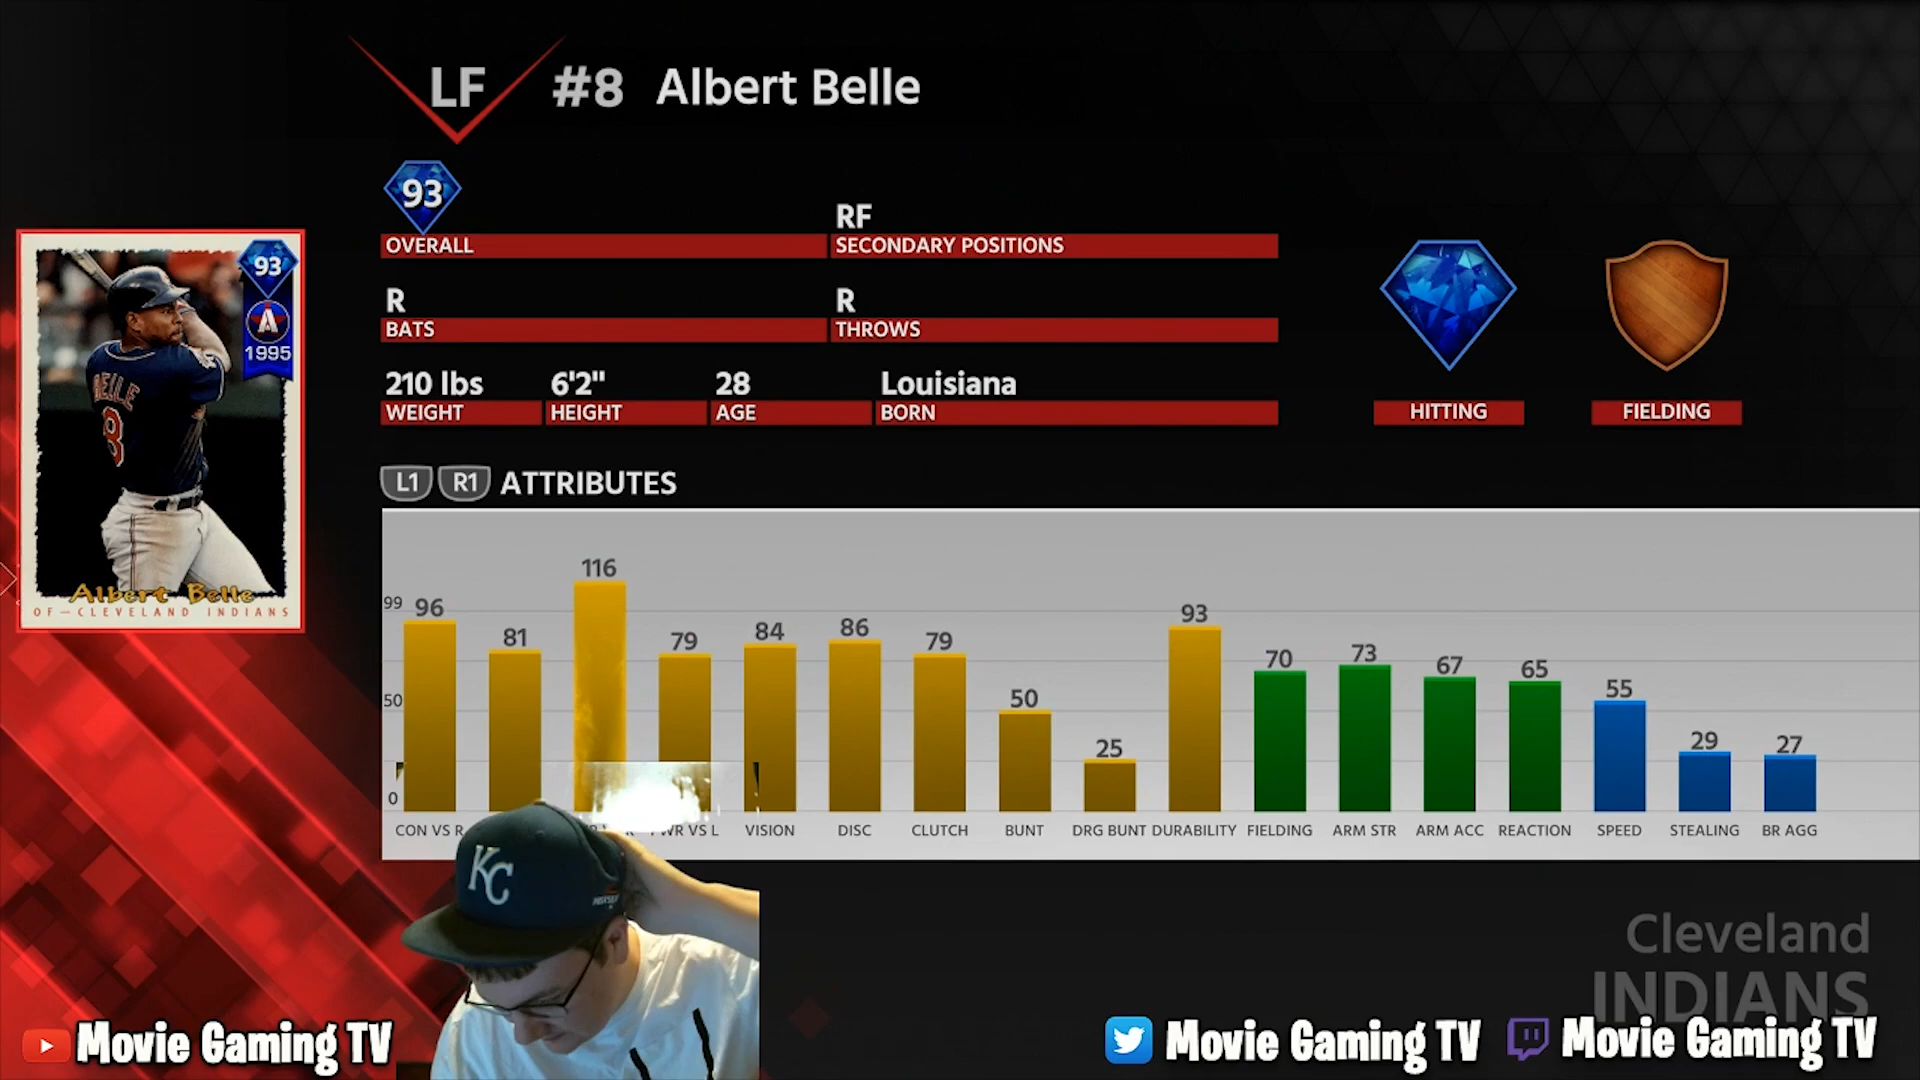 LF #8 Albert Belle
93
OVERALL
RF
SECONDARY POSITIONS
R
BATS
R
THROWS
210 lbs
WEIGHT
6'2"
HEIGHT
28
AGE
Louisiana
BORN
HITTING
FIELDING
93
A
1995
BELLE
8
Albert Belle
OF-CLEVELAND INDIANS
L1 R1 ATTRIBUTES
99
50
0
96
81
116
79
84
86
79
50
25
93
70
73
67
65
55
29
27
CON VS R
PWR VS L
VISION
DISC
CLUTCH
BUNT
DRG BUNT
DURABILITY
FIELDING
ARM STR
ARM ACC
REACTION
SPEED
STEALING
BR AGG
KC
Cleveland
INDIANS
Movie Gaming TV
Movie Gaming TV
Movie Gaming TV